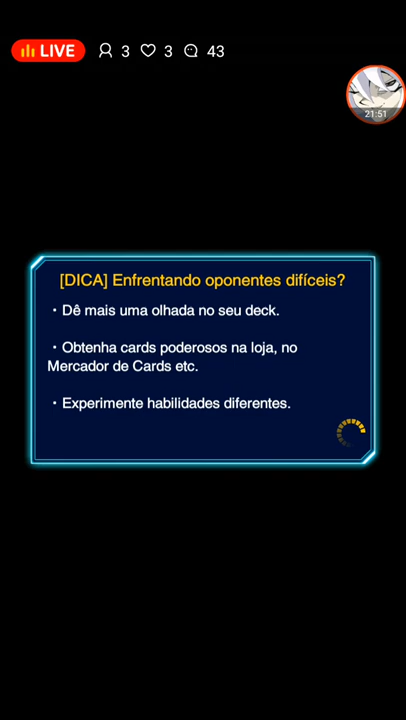 LIVE 3 3 43
21:51
[DICA] Enfrentando oponentes difíceis?
・Dê mais uma olhada no seu deck.
・Obtenha cards poderosos na loja, no
Mercador de Cards etc.
・Experimente habilidades diferentes.